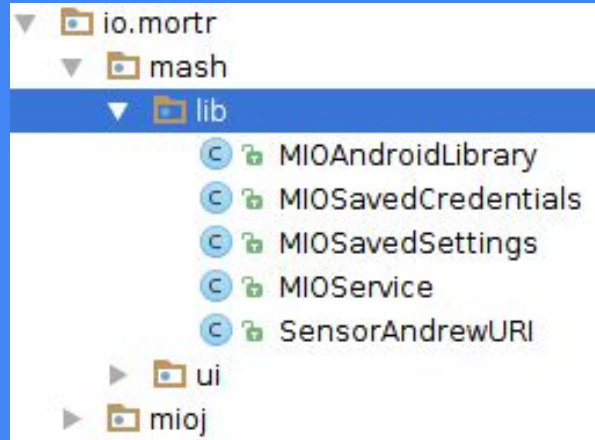 io.mortr
mash
lib
MIOAndroidLibrary
MIOSavedCredentials
MIOSavedSettings
MIOService
SensorAndrewURI
ui
mioj